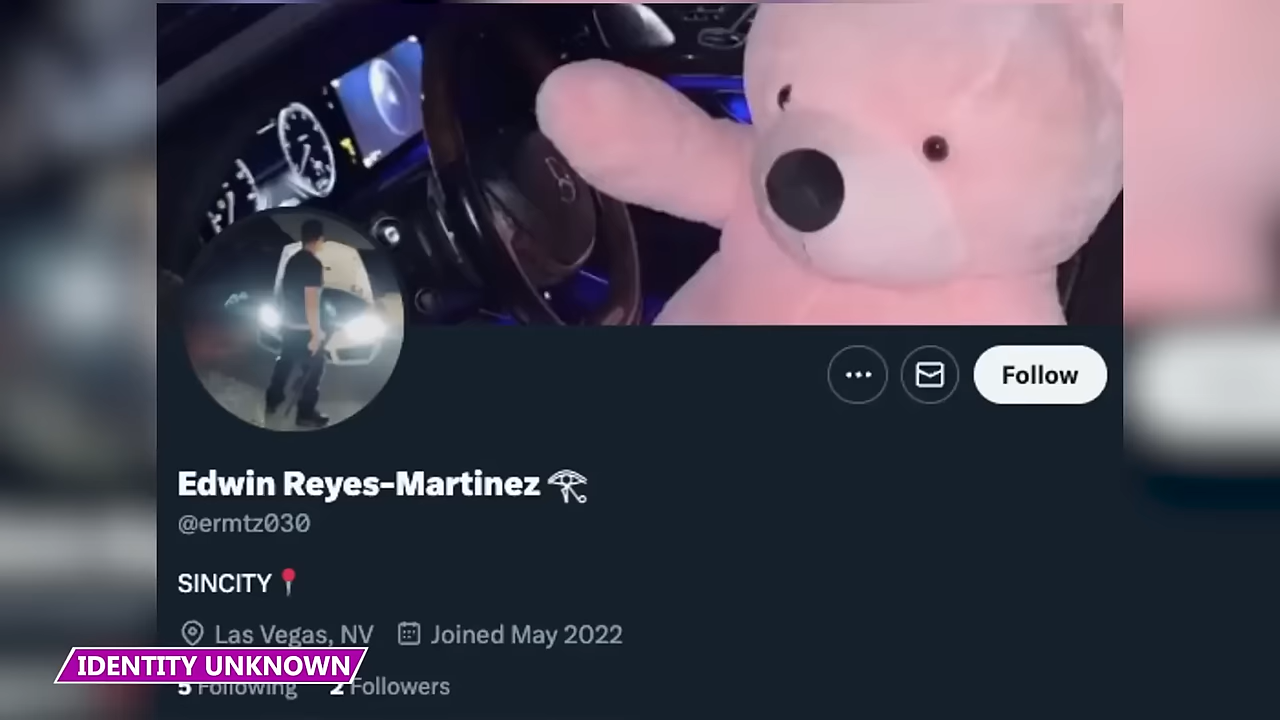 Follow
Edwin Reyes-Martinez
@ermtz030
SINCITY
Las Vegas, NV Joined May 2022
IDENTITY UNKNOWN
5 Following 2 Followers